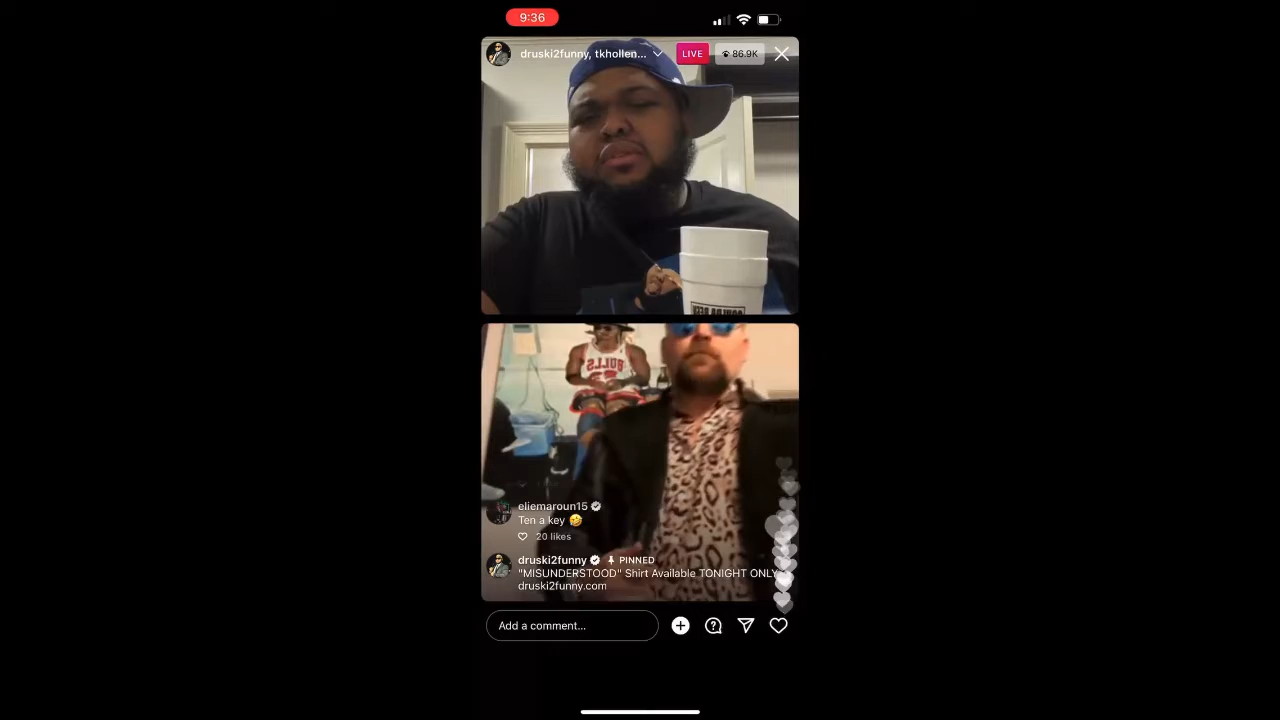 9:36
druski2funny, tkhollen...
LIVE
86.9K
BULLS
eliemaroun15
Ten a key 🤣
20 likes
druski2funny PINNED
"MISUNDERSTOOD" Shirt Available TONIGHT ONLY
druski2funny.com
Add a comment...